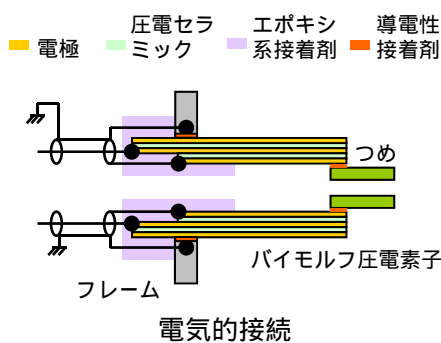 電極
圧電セラ
ミック
エポキシ
系接着剤
導電性
接着剤
つめ
バイモルフ圧電素子
フレーム
電気的接続